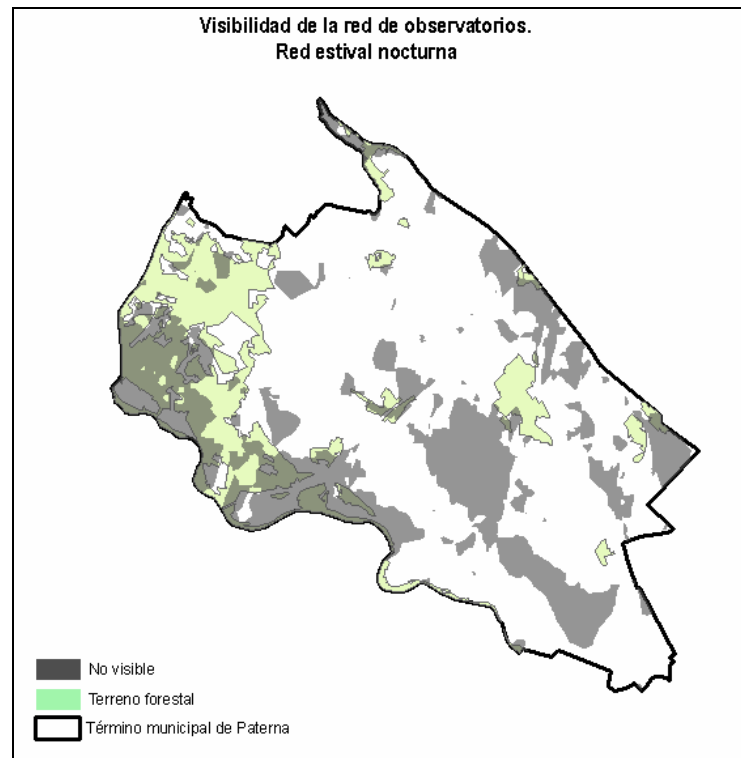 Visibilidad de la red de observatorios.
Red estival nocturna
No visible
Terreno forestal
Término municipal de Paterna